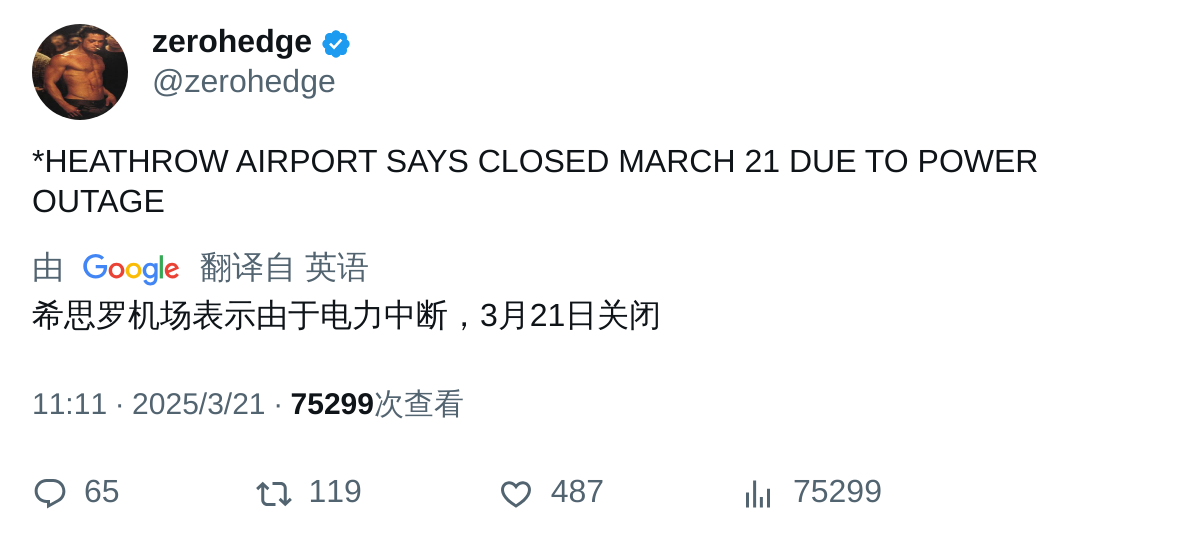 zerohedge
@zerohedge
*HEATHROW AIRPORT SAYS CLOSED MARCH 21 DUE TO POWER
OUTAGE
由 Google 翻译自 英语
希思罗机场表示由于电力中断，3月21日关闭
11:11 · 2025/3/21 · 75299次查看
65 119 487 75299